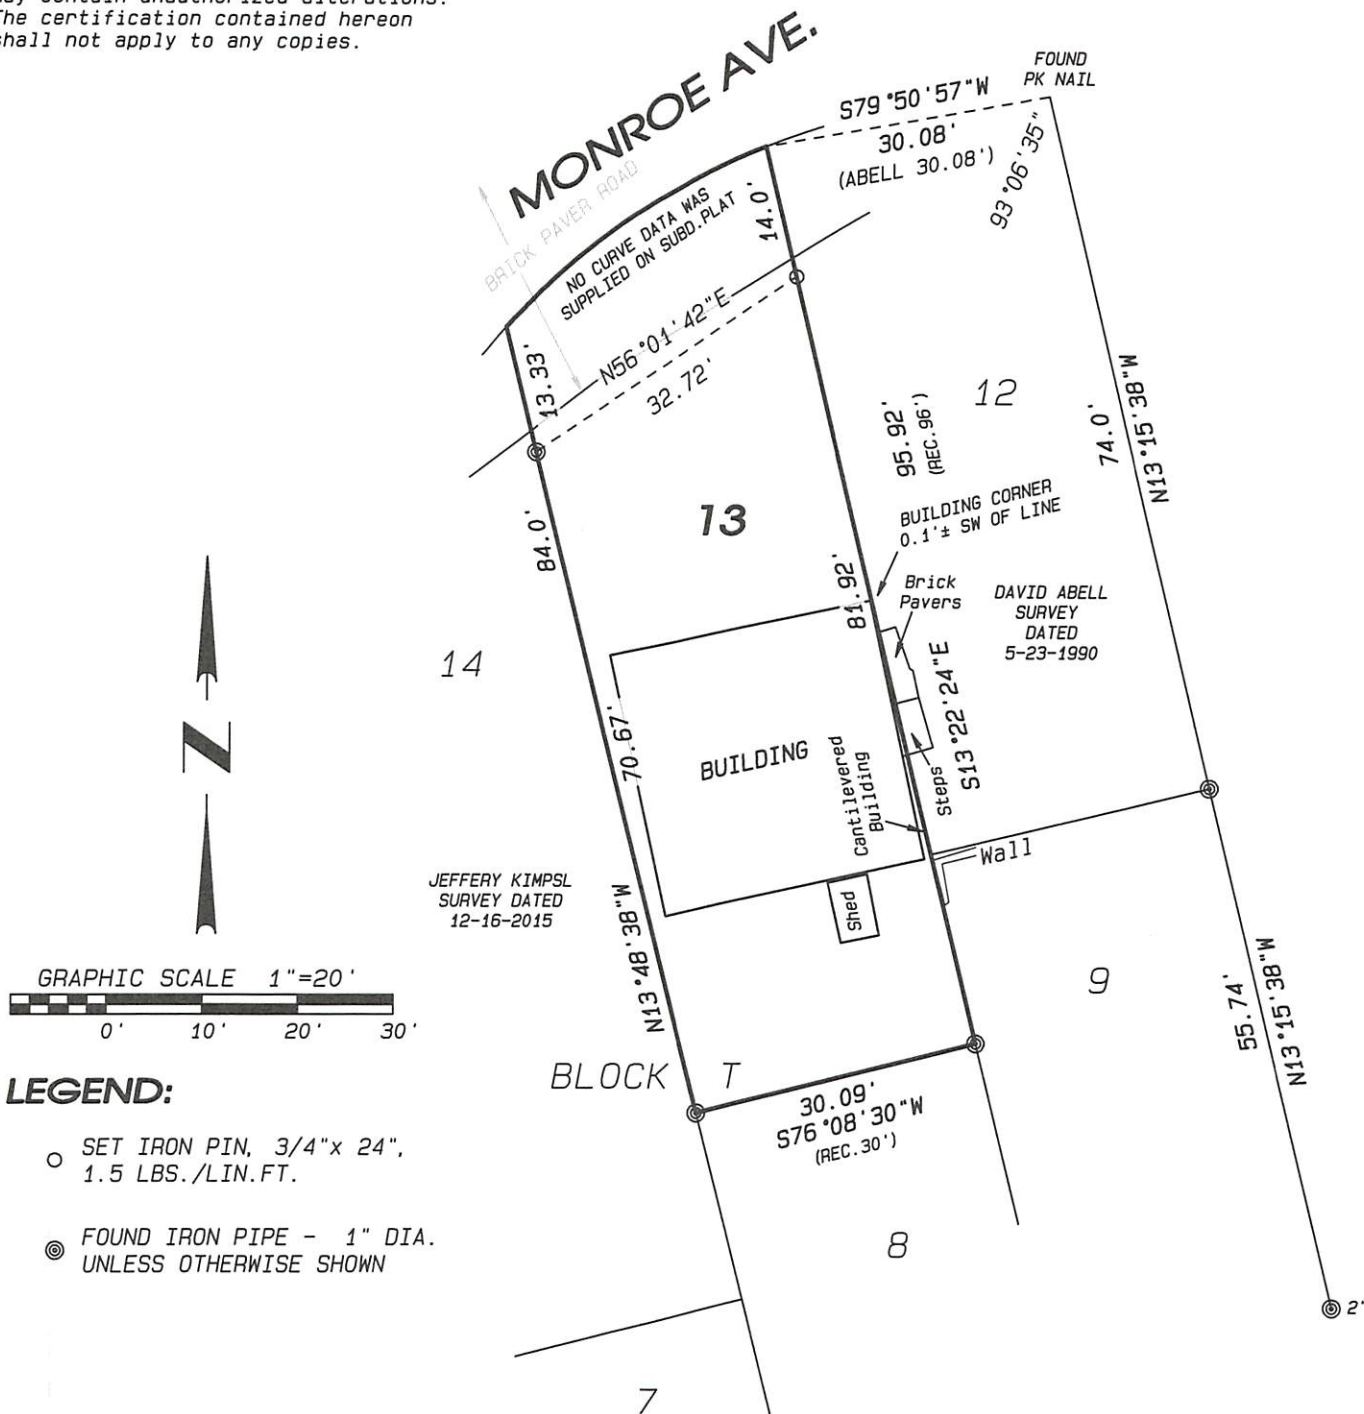 The certification contained hereon
shall not apply to any copies.
MONROE AVE.
FOUND
PK NAIL
S79°50'57"W
30.08'
(ABELL 30.08')
93°06'35"
BRICK PAVER ROAD
NO CURVE DATA WAS
SUPPLIED ON SUBD.PLAT
14.0'
13.33'
N56°01'42"E
32.72'
12
95.92'
(REC.96')
74.0'
N13°15'38"W
13
BUILDING CORNER
0.1'± SW OF LINE
84.0'
81.92'
Brick
Pavers
DAVID ABELL
SURVEY
DATED
5-23-1990
14
S13°22'24"E
70.67'
BUILDING
Cantilevered
Building
Steps
Wall
N
JEFFERY KIMPSL
SURVEY DATED
12-16-2015
Shed
N13°48'38"W
9
55.74'
N13°15'38"W
GRAPHIC SCALE 1"=20'
0' 10' 20' 30'
BLOCK T
30.09'
S76°08'30"W
(REC.30')
LEGEND:
SET IRON PIN, 3/4"x 24",
1.5 LBS./LIN.FT.
FOUND IRON PIPE - 1" DIA.
UNLESS OTHERWISE SHOWN
8
7